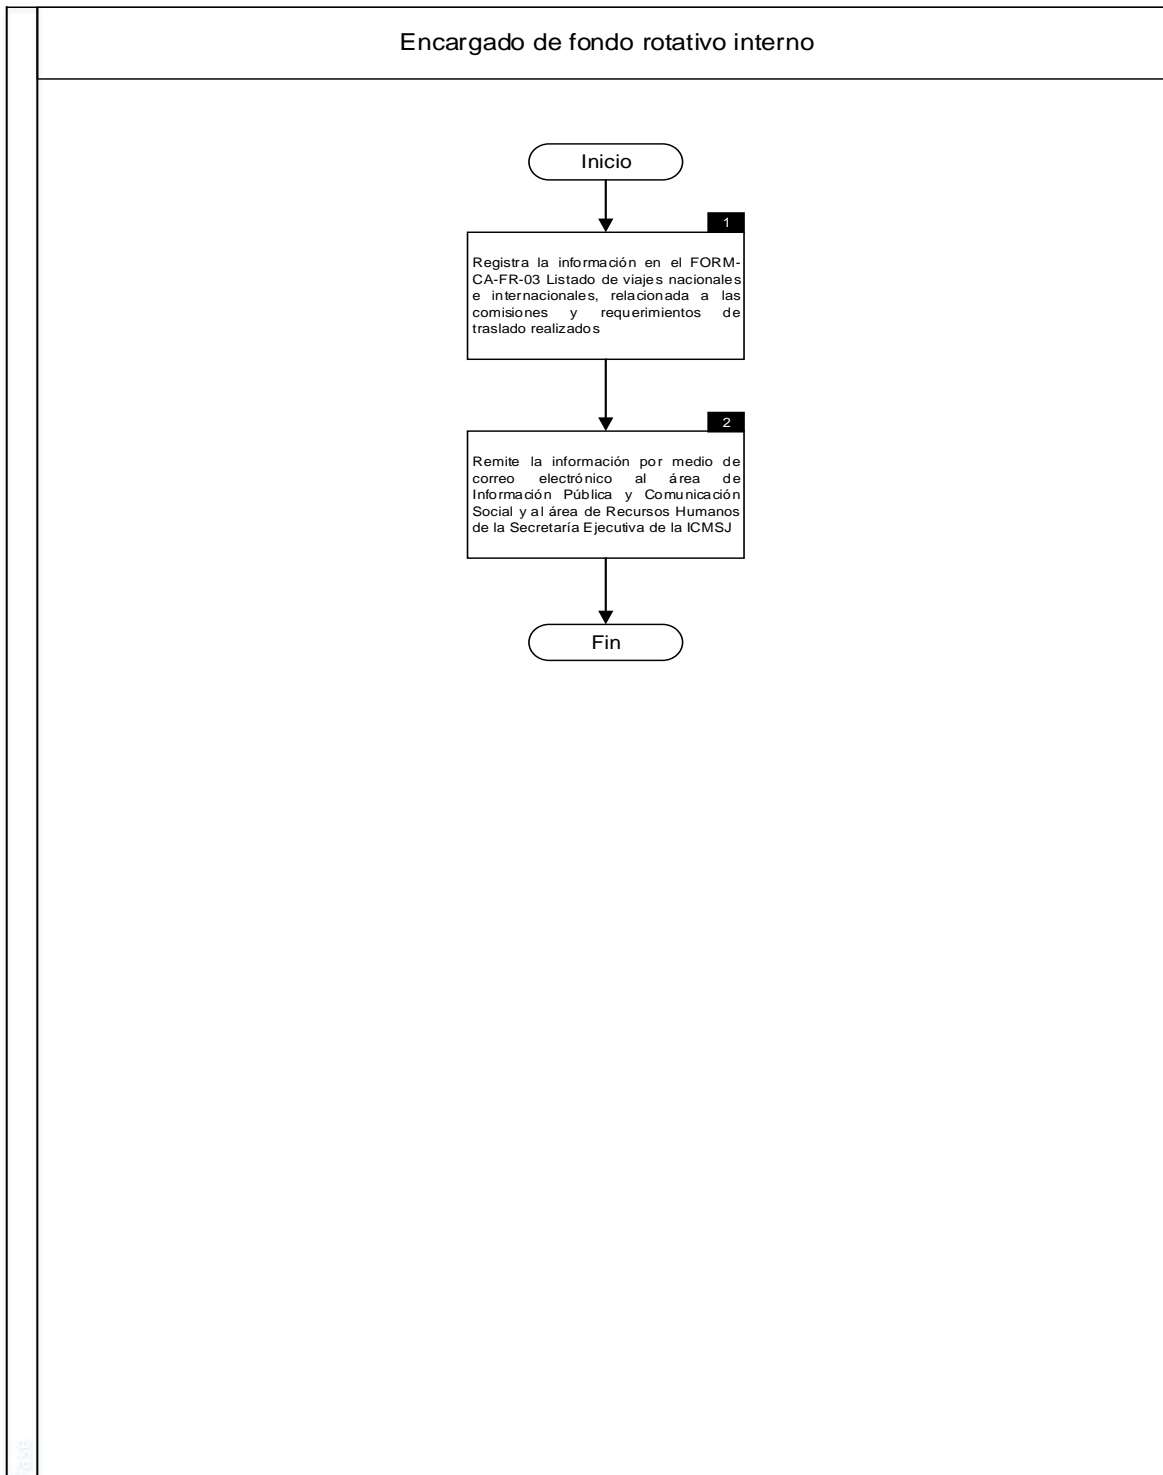 Encargado de fondo rotativo interno
Inicio
1
Registra la información en el FORM-
CA-FR-03 Listado de viajes nacionales
e internacionales, relacionada a las
comisiones y requerimientos de
traslado realizados
2
Remite la información por medio de
correo electrónico al área de
Información Pública y Comunicación
Social y al área de Recursos Humanos
de la Secretaría Ejecutiva de la ICMSJ
Fin
Fase